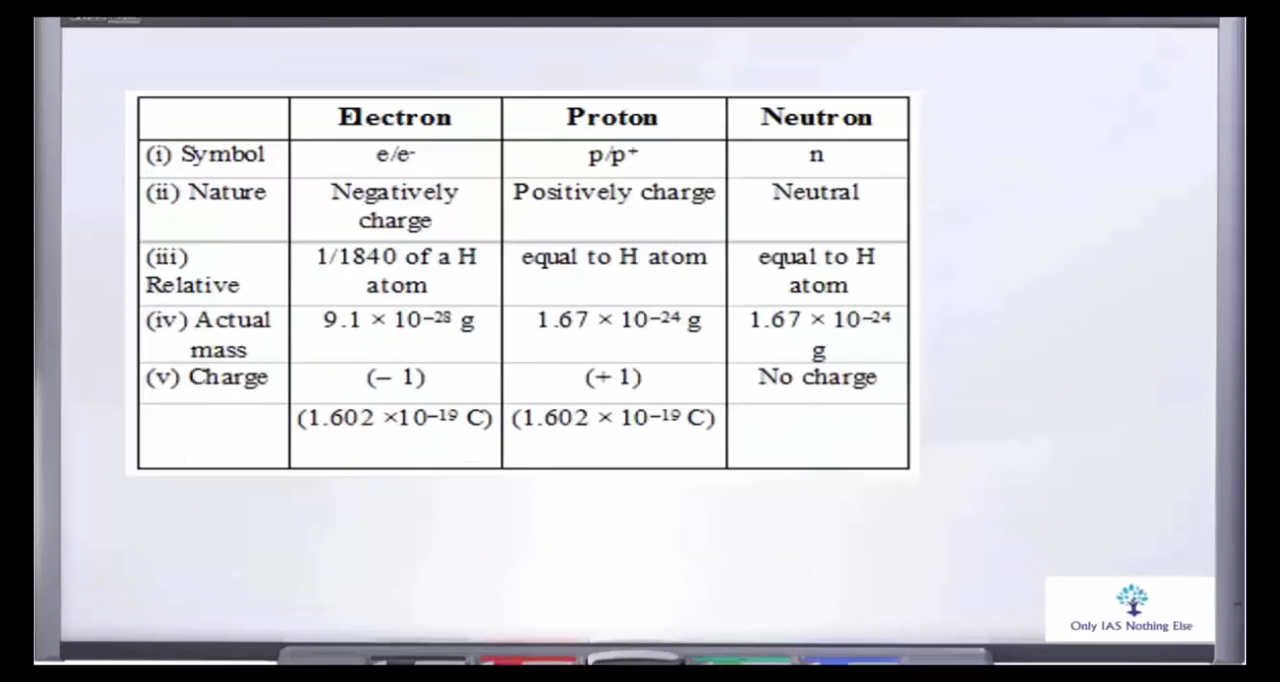 Electron Proton Neutron
(i) Symbol e/e⁻ p/p⁺ n
(ii) Nature Negatively charge Positively charge Neutral
(iii) Relative 1/1840 of a H atom equal to H atom equal to H atom
(iv) Actual mass 9.1 × 10⁻²⁸ g 1.67 × 10⁻²⁴ g 1.67 × 10⁻²⁴ g
(v) Charge (– 1) (+ 1) No charge
(1.602 ×10⁻¹⁹ C) (1.602 × 10⁻¹⁹ C)
Only IAS Nothing Else